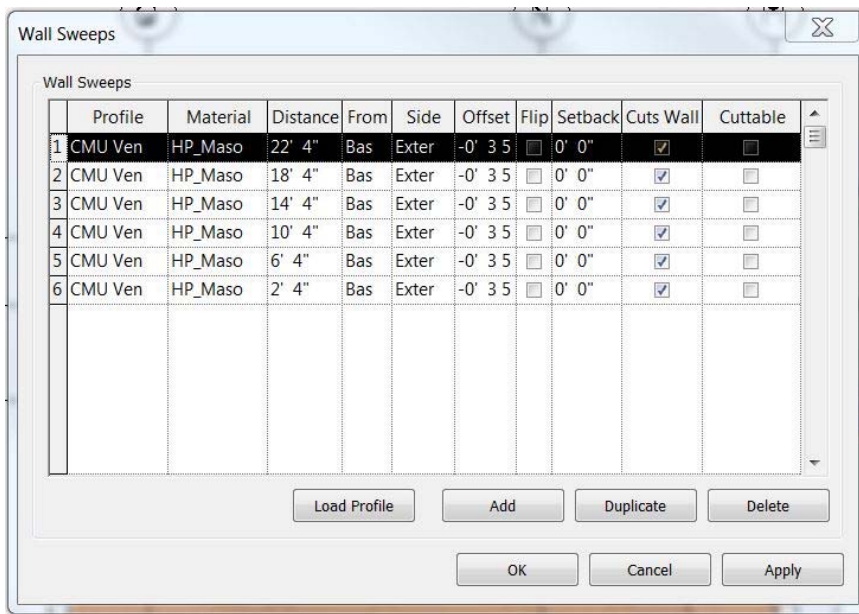 Wall Sweeps
Wall Sweeps
Profile Material Distance From Side Offset Flip Setback Cuts Wall Cuttable
1 CMU Ven HP_Maso 22' 4" Bas Exter -0' 3 5 0' 0"
2 CMU Ven HP_Maso 18' 4" Bas Exter -0' 3 5 0' 0"
3 CMU Ven HP_Maso 14' 4" Bas Exter -0' 3 5 0' 0"
4 CMU Ven HP_Maso 10' 4" Bas Exter -0' 3 5 0' 0"
5 CMU Ven HP_Maso 6' 4" Bas Exter -0' 3 5 0' 0"
6 CMU Ven HP_Maso 2' 4" Bas Exter -0' 3 5 0' 0"
Load Profile Add Duplicate Delete
OK Cancel Apply